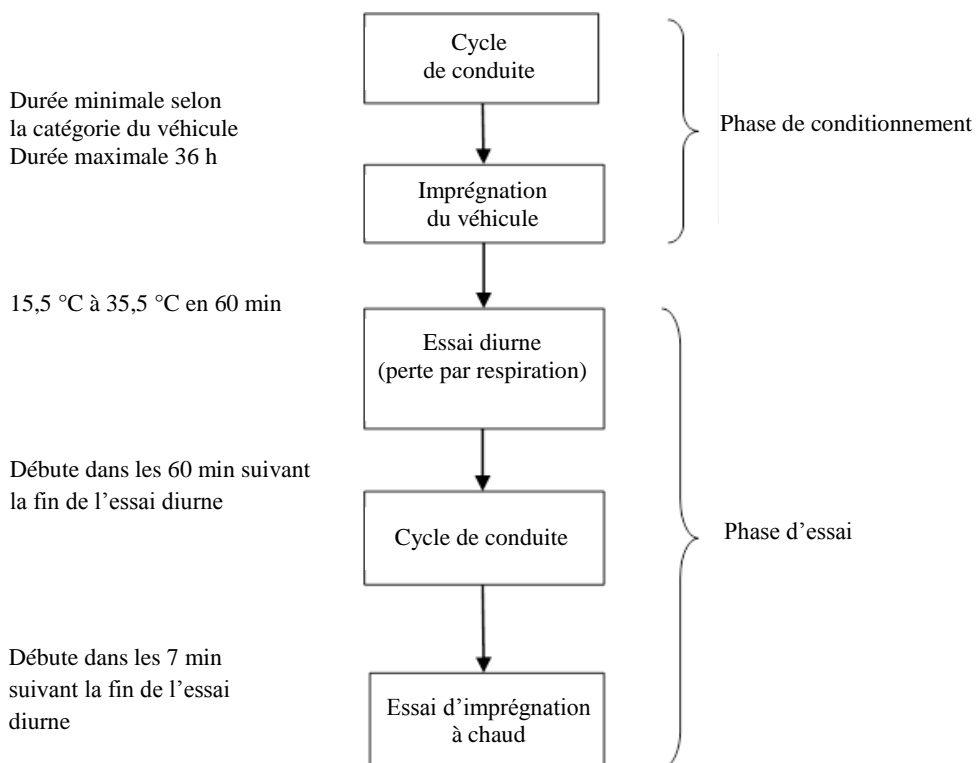 Cycle
de conduite
Durée minimale selon
la catégorie du véhicule
Durée maximale 36 h
Phase de conditionnement
Imprégnation
du véhicule
15,5 °C à 35,5 °C en 60 min
Essai diurne
(perte par respiration)
Débute dans les 60 min suivant
la fin de l’essai diurne
Cycle de conduite
Phase d’essai
Débute dans les 7 min
suivant la fin de l’essai
diurne
Essai d’imprégnation
à chaud